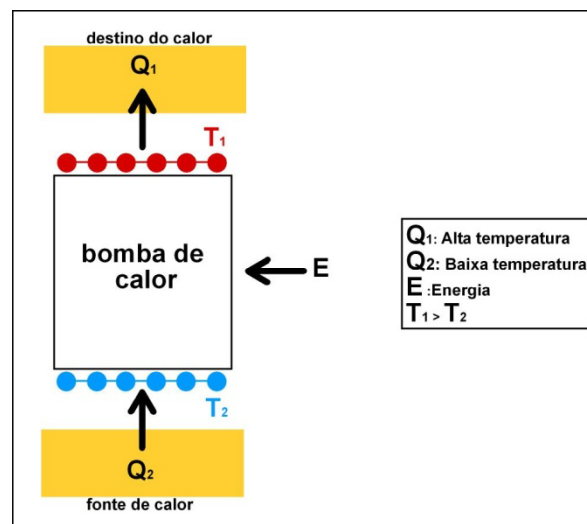 destino do calor
Q1
T1
bomba de
calor
E
T2
Q2
fonte de calor
Q1: Alta temperatura
Q2: Baixa temperatura
E :Energia
T1 > T2